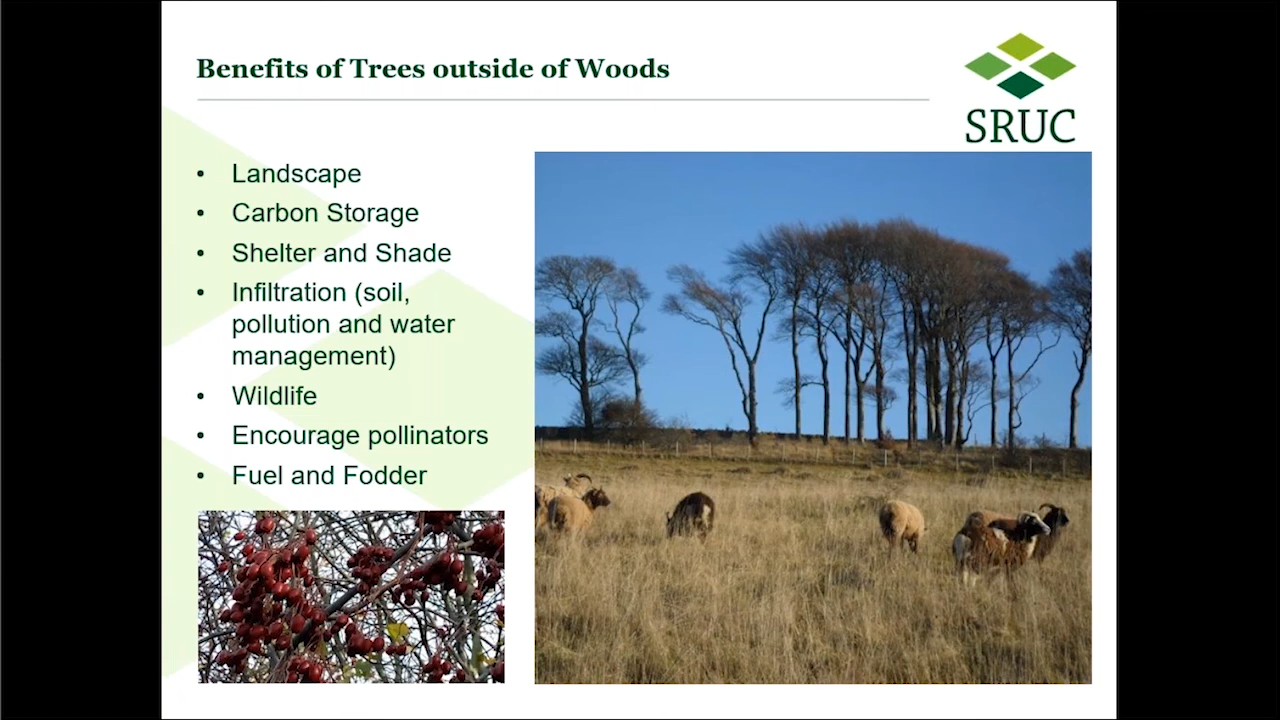 Benefits of Trees outside of Woods
SRUC
• Landscape
• Carbon Storage
• Shelter and Shade
• Infiltration (soil,
pollution and water
management)
• Wildlife
• Encourage pollinators
• Fuel and Fodder